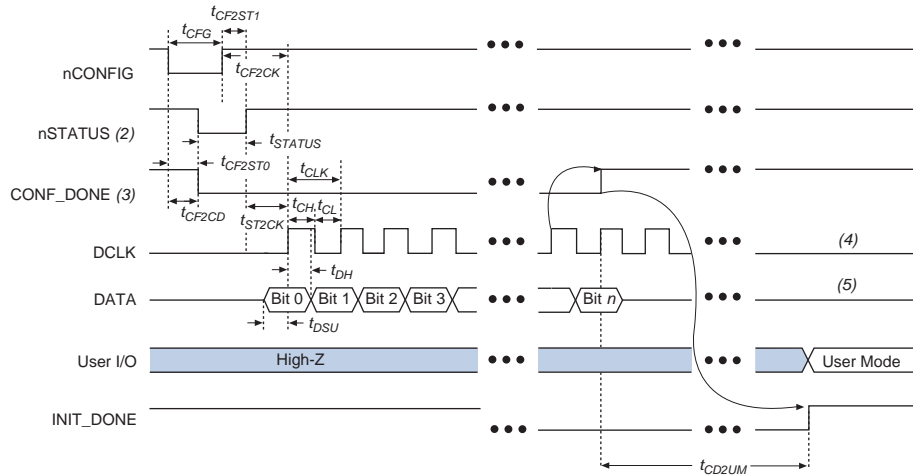 tCF2ST1
tCFG
tCF2CK
nCONFIG
nSTATUS (2)
tSTATUS
tCF2ST0
tCLK
CONF_DONE (3)
tCF2CD
tST2CK
tCH
tCL
DCLK
(4)
tDH
DATA
Bit 0
Bit 1
Bit 2
Bit 3
Bit n
(5)
tDSU
User I/O
High-Z
User Mode
INIT_DONE
tCD2UM